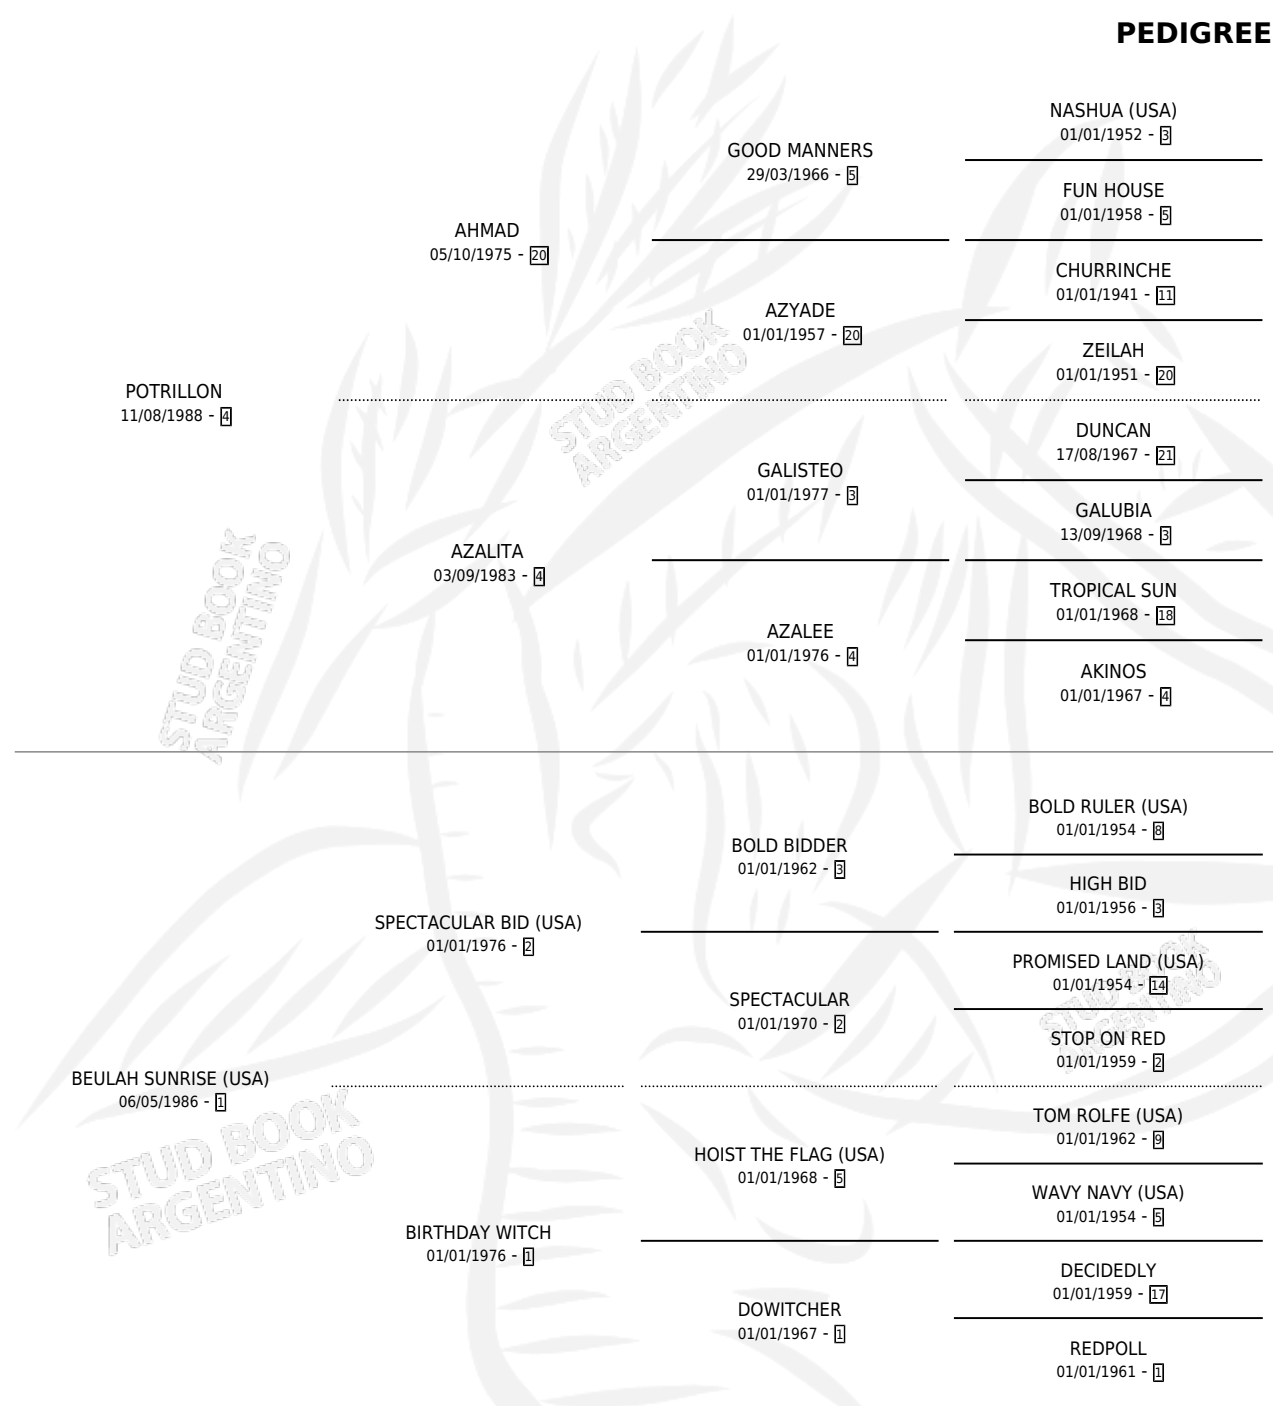 PEDIGREE
NASHUA (USA)
01/01/1952 - 3
GOOD MANNERS
29/03/1966 - 5
FUN HOUSE
01/01/1958 - 5
AHMAD
05/10/1975 - 20
CHURRINCHE
01/01/1941 - 11
AZYADE
01/01/1957 - 20
ZEILAH
01/01/1951 - 20
POTRILLON
11/08/1988 - 4
DUNCAN
17/08/1967 - 21
GALISTEO
01/01/1977 - 3
GALUBIA
13/09/1968 - 3
AZALITA
03/09/1983 - 4
TROPICAL SUN
01/01/1968 - 18
AZALEE
01/01/1976 - 4
AKINOS
01/01/1967 - 4
BOLD RULER (USA)
01/01/1954 - 8
BOLD BIDDER
01/01/1962 - 3
HIGH BID
01/01/1956 - 3
SPECTACULAR BID (USA)
01/01/1976 - 2
PROMISED LAND (USA)
01/01/1954 - 14
SPECTACULAR
01/01/1970 - 2
STOP ON RED
01/01/1959 - 2
BEULAH SUNRISE (USA)
06/05/1986 - 1
TOM ROLFE (USA)
01/01/1962 - 9
HOIST THE FLAG (USA)
01/01/1968 - 5
WAVY NAVY (USA)
01/01/1954 - 5
BIRTHDAY WITCH
01/01/1976 - 1
DECIDEDLY
01/01/1959 - 17
DOWITCHER
01/01/1967 - 1
REDPOLL
01/01/1961 - 1
STUD BOOK
ARGENTINO
STUD BOOK
ARGENTINO
STUD BOOK
ARGENTINO
STUD BOOK
ARGENTINO